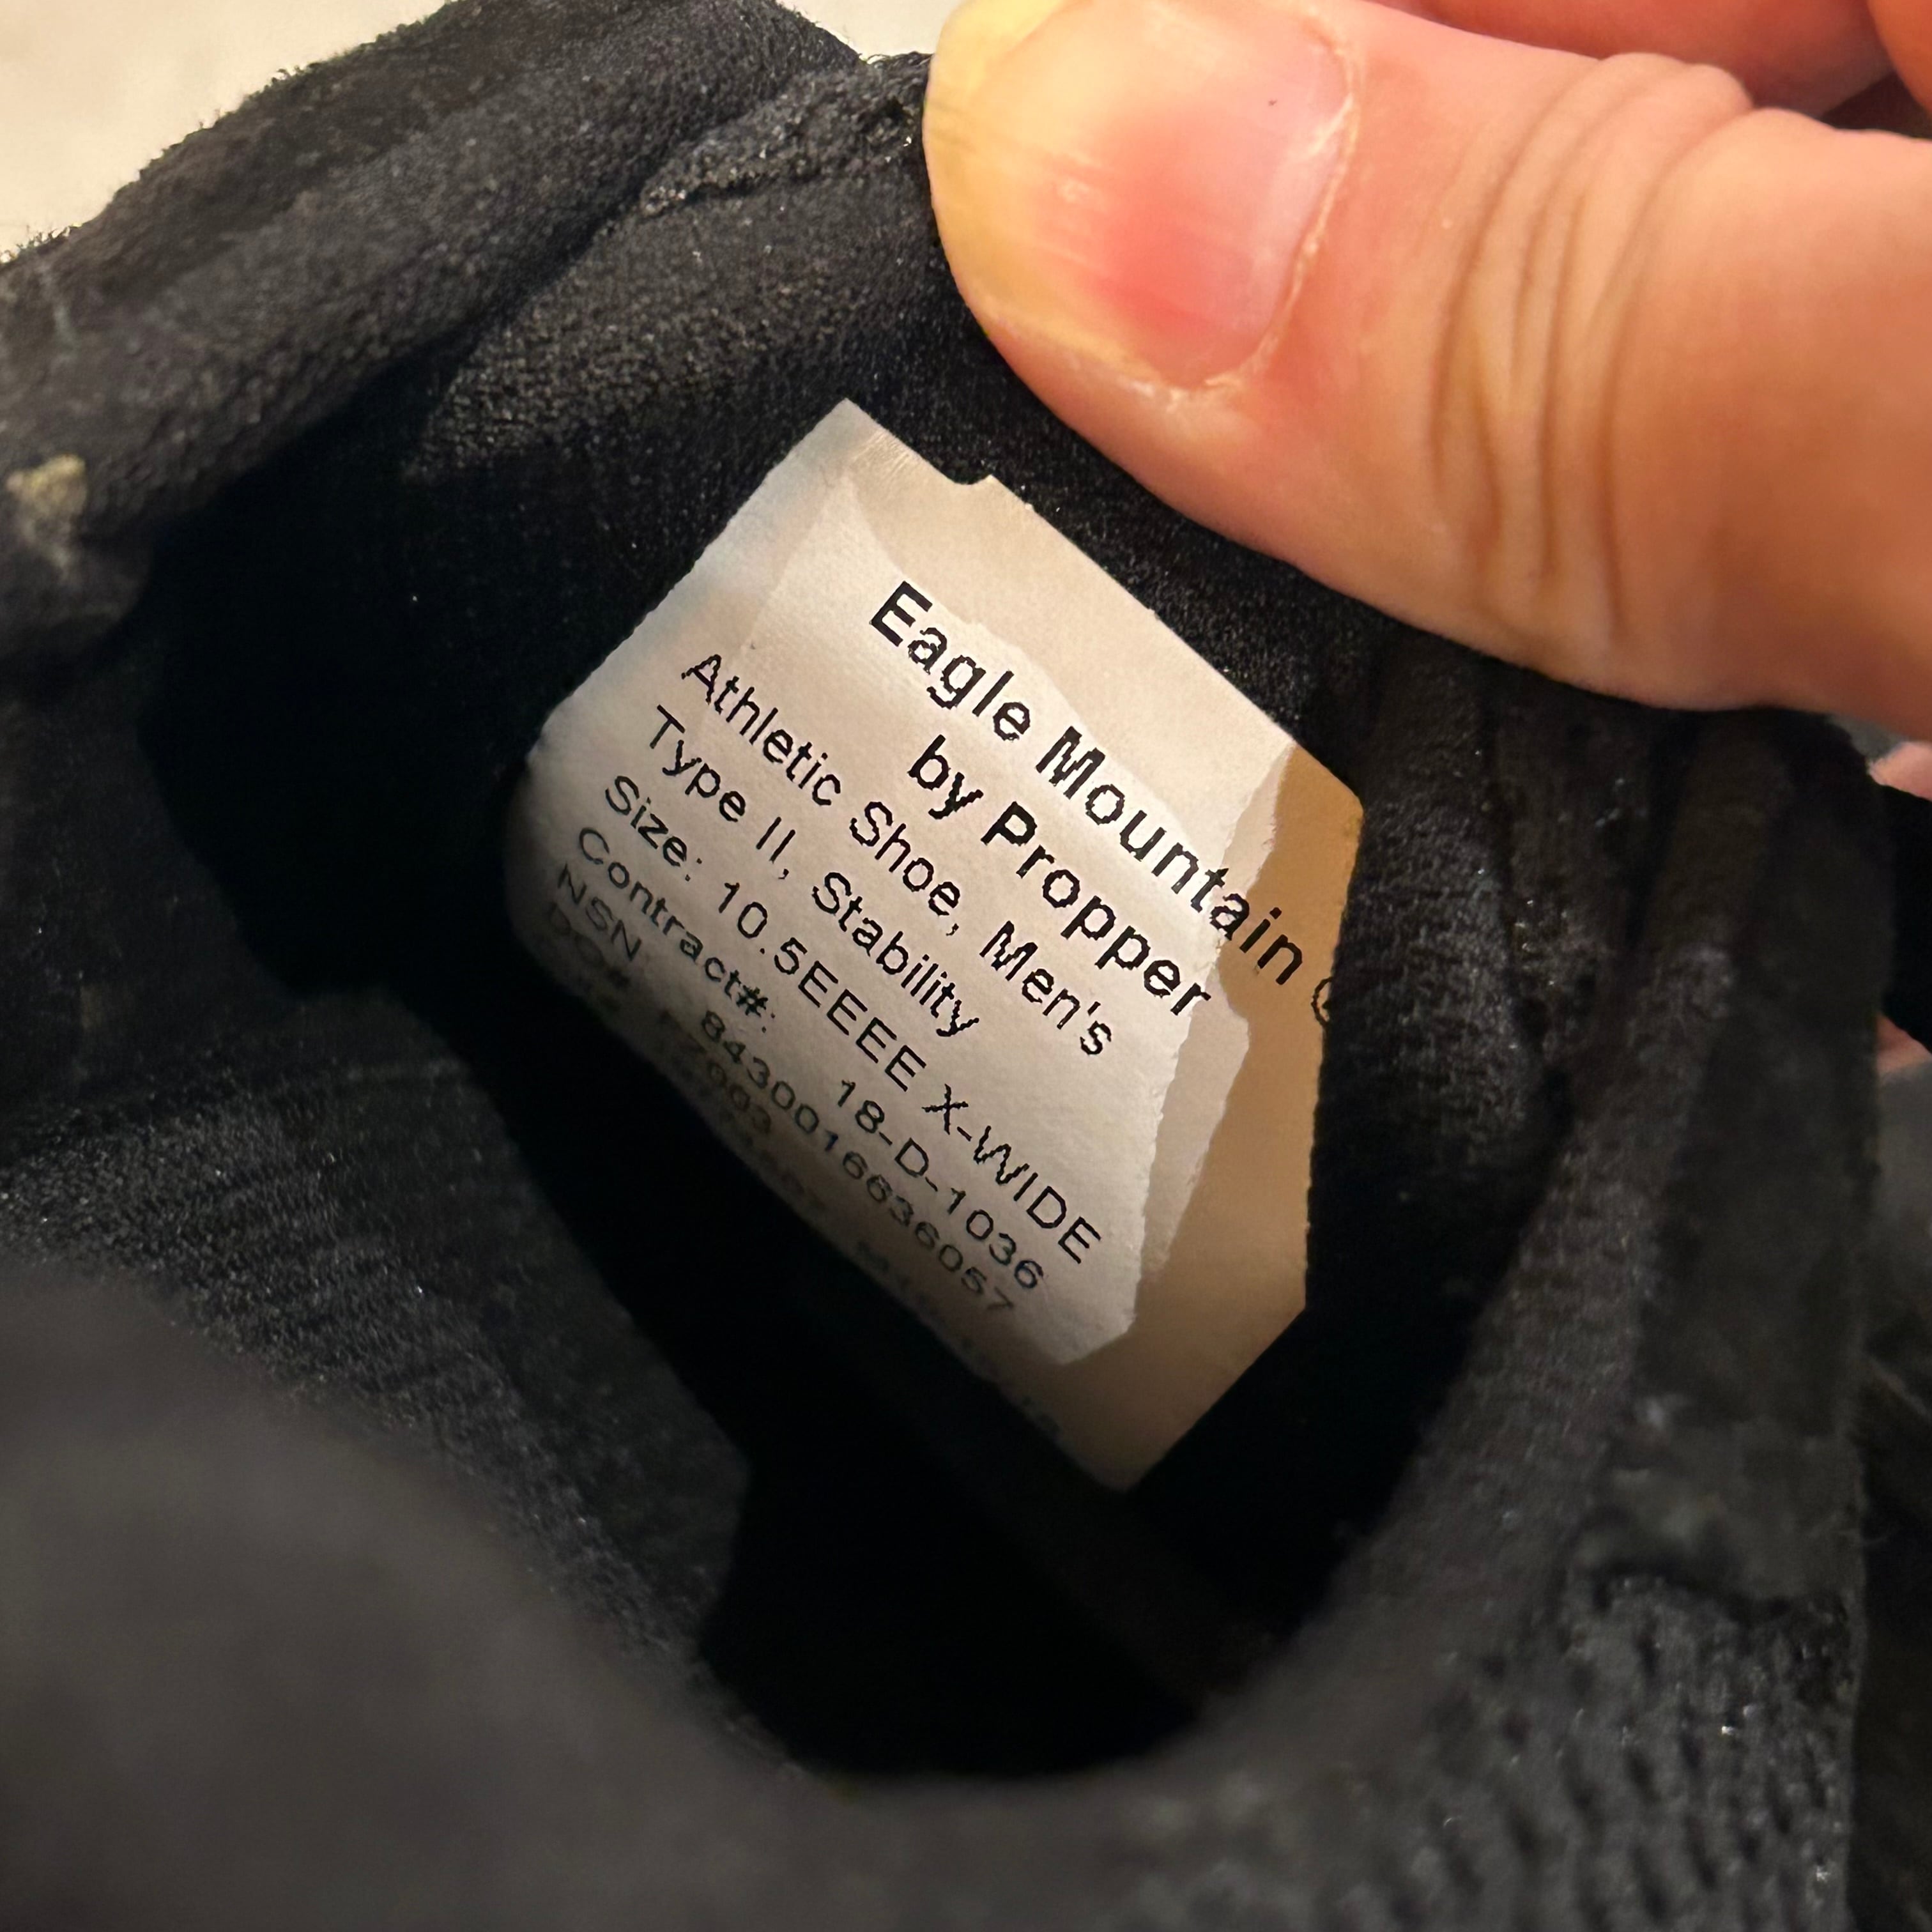 Eagle Mountain
by Propper
Athletic Shoe, Men's
Type II, Stability
Size: 10.5EEEE X-WIDE
Contract#: 18-D-1036
NSN 8430016636057
DO#